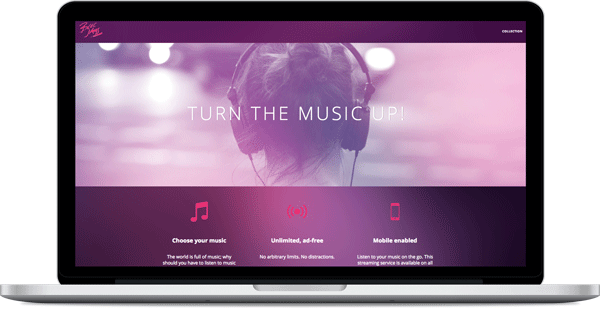 COLLECTION
TURN THE MUSIC UP!
Choose your music
Unlimited, ad-free
Mobile enabled
The world is full of music; why
should you have to listen to music
No arbitrary limits. No distractions.
Listen to your music on the go. This
streaming service is available on all